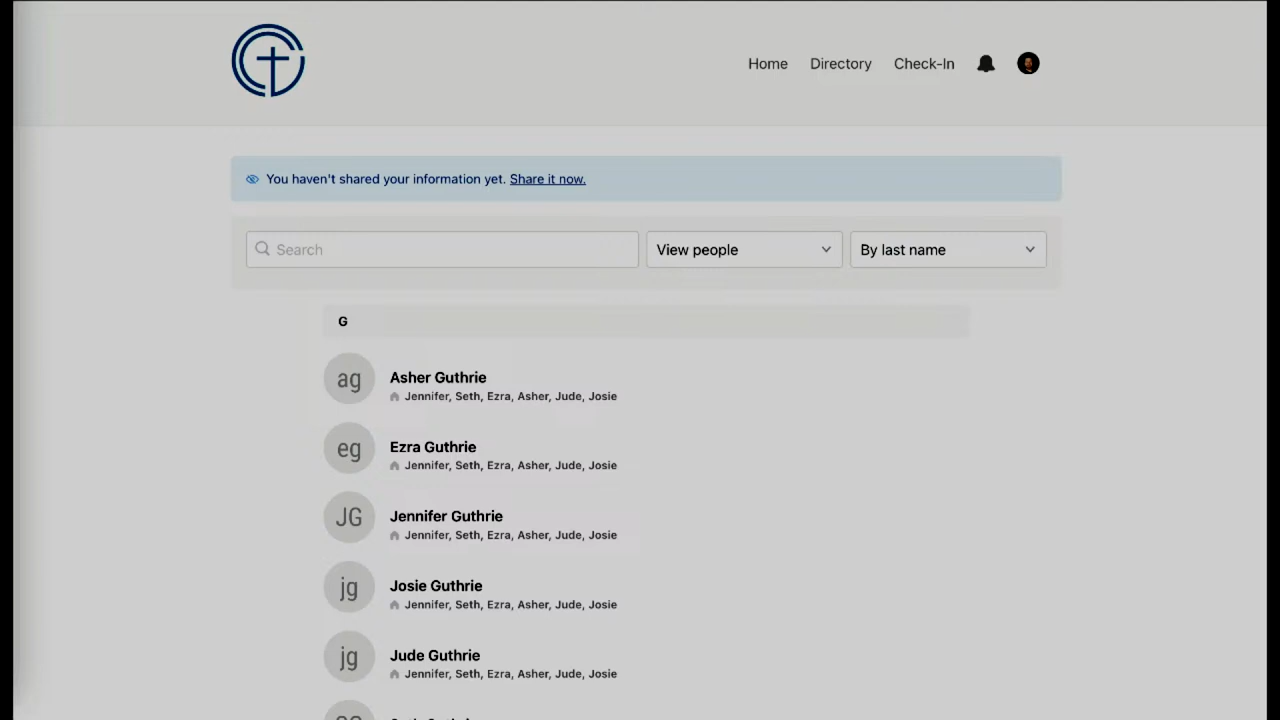 Home Directory Check-In
You haven't shared your information yet. Share it now.
Search View people By last name
G
ag Asher Guthrie
Jennifer, Seth, Ezra, Asher, Jude, Josie
eg Ezra Guthrie
Jennifer, Seth, Ezra, Asher, Jude, Josie
JG Jennifer Guthrie
Jennifer, Seth, Ezra, Asher, Jude, Josie
jg Josie Guthrie
Jennifer, Seth, Ezra, Asher, Jude, Josie
jg Jude Guthrie
Jennifer, Seth, Ezra, Asher, Jude, Josie